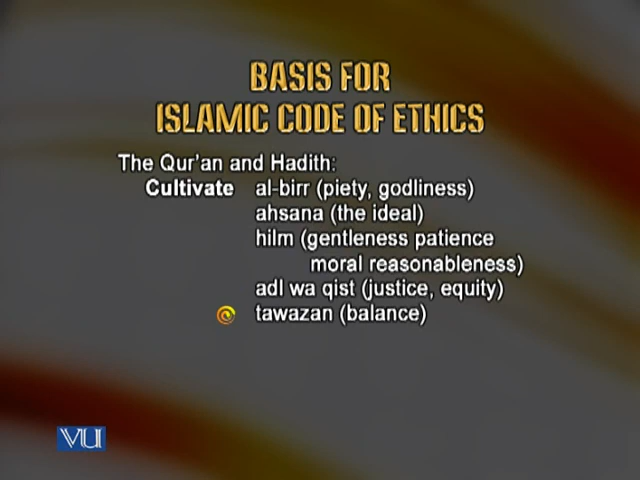 BASIS FOR
ISLAMIC CODE OF ETHICS
The Qur'an and Hadith:
Cultivate al-birr (piety, godliness)
ahsana (the ideal)
hilm (gentleness patience
moral reasonableness)
adl wa qist (justice, equity)
tawazan (balance)
VU